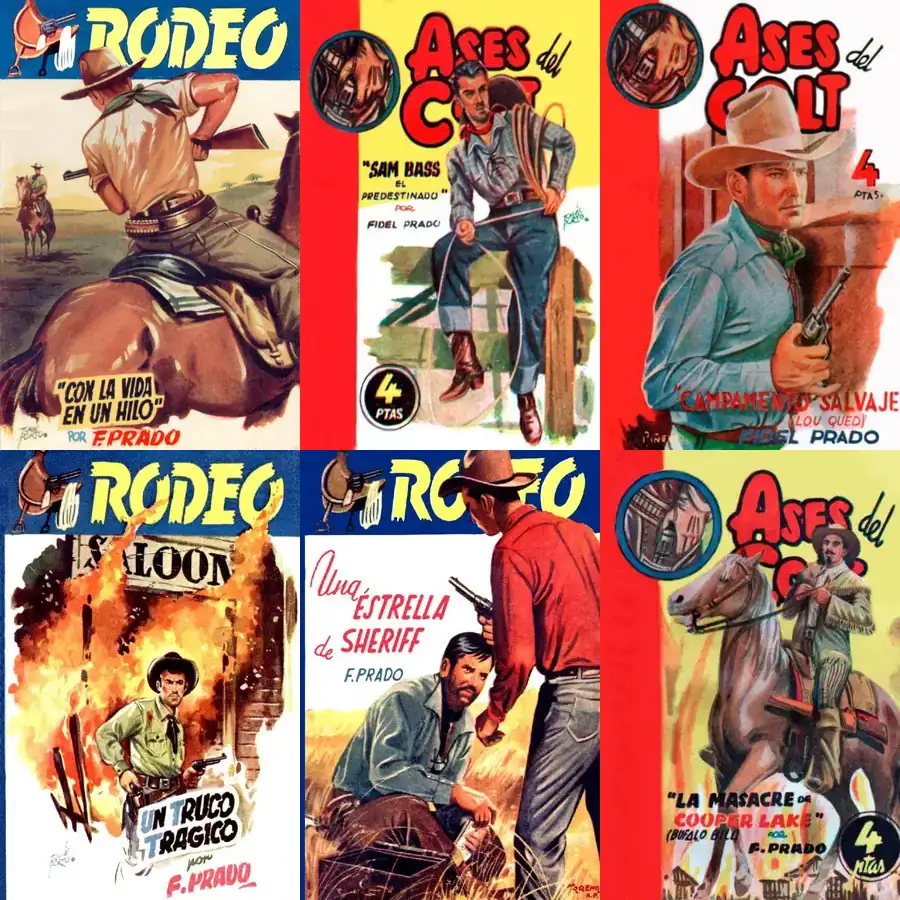 RODEO
"CON LA VIDA
EN UN HILO"
POR F. PRADO
ASES del
COLT
"SAM BASS
EL
PREDESTINADO"
POR
FIDEL PRADO
4
PTAS
ASES del
COLT
4
PTAS.
"CAMPAMENTO SALVAJE
(LOU QUED)
FIDEL PRADO
RODEO
SALOON
UN TRUCO
TRAGICO
por
F. PRADO
RODEO
Una
ESTRELLA
de SHERIFF
F. PRADO
MORENO
ASES del
COLT
"LA MASACRE DE
COOPER LAKE"
(BUFALO BILL) POR
F. PRADO
4
ptas